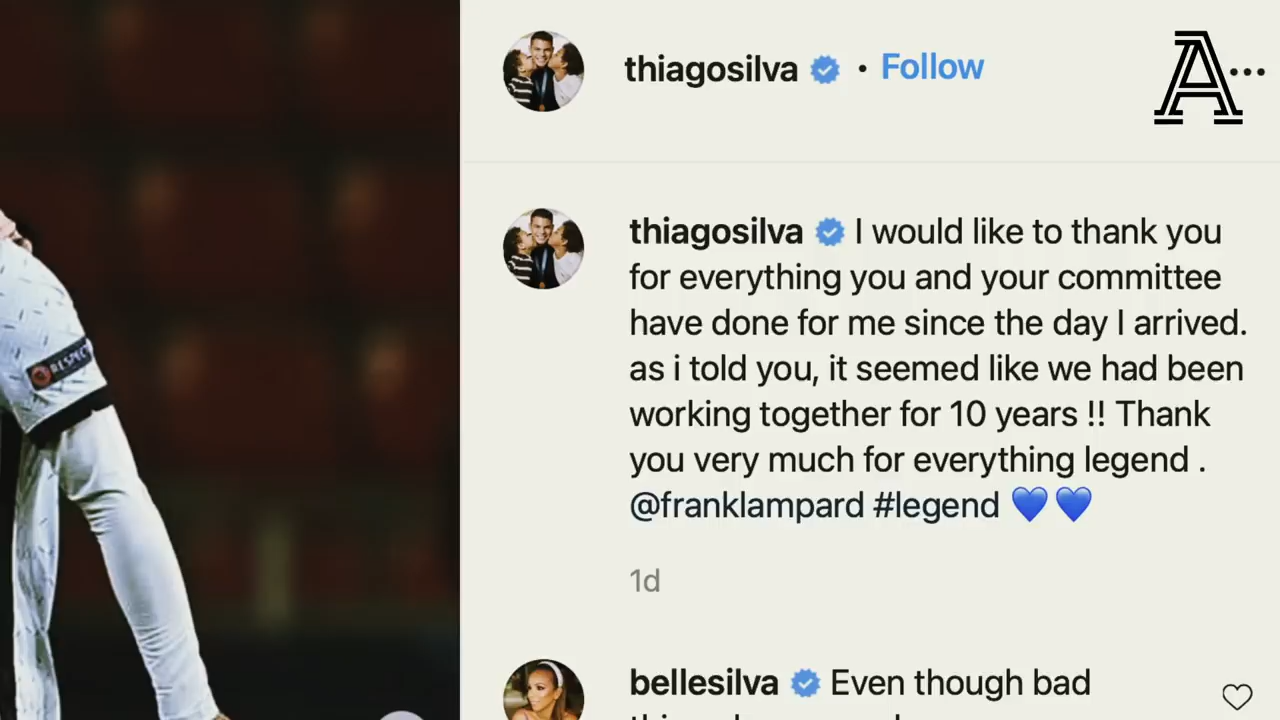 thiagosilva • Follow
A
thiagosilva I would like to thank you
for everything you and your committee
have done for me since the day I arrived.
as i told you, it seemed like we had been
working together for 10 years !! Thank
you very much for everything legend .
@franklampard #legend 💙💙
1d
bellesilva Even though bad
RESPECT